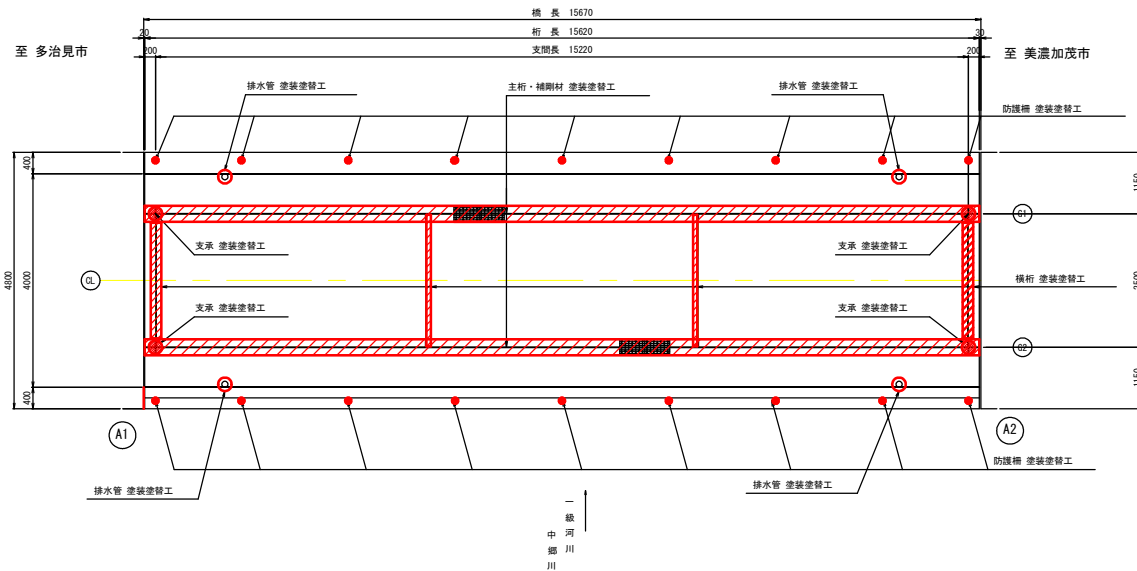 橋 長 15670
20
桁 長 15620
30
至 多治見市
200
支間長 15220
200
至 美濃加茂市
排水管 塗装塗替工
主桁・補剛材 塗装塗替工
排水管 塗装塗替工
防護柵 塗装塗替工
400
1150
G1
支承 塗装塗替工
支承 塗装塗替工
4800
4000
CL
横桁 塗装塗替工
2500
支承 塗装塗替工
支承 塗装塗替工
G2
400
1150
A1
A2
防護柵 塗装塗替工
排水管 塗装塗替工
排水管 塗装塗替工
一級河川
中郷川